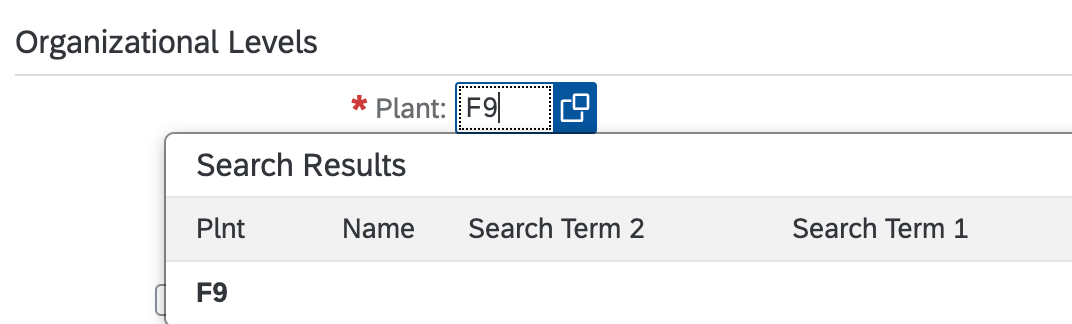 Organizational Levels
* Plant: F9
Search Results
Plnt Name Search Term 2 Search Term 1
F9